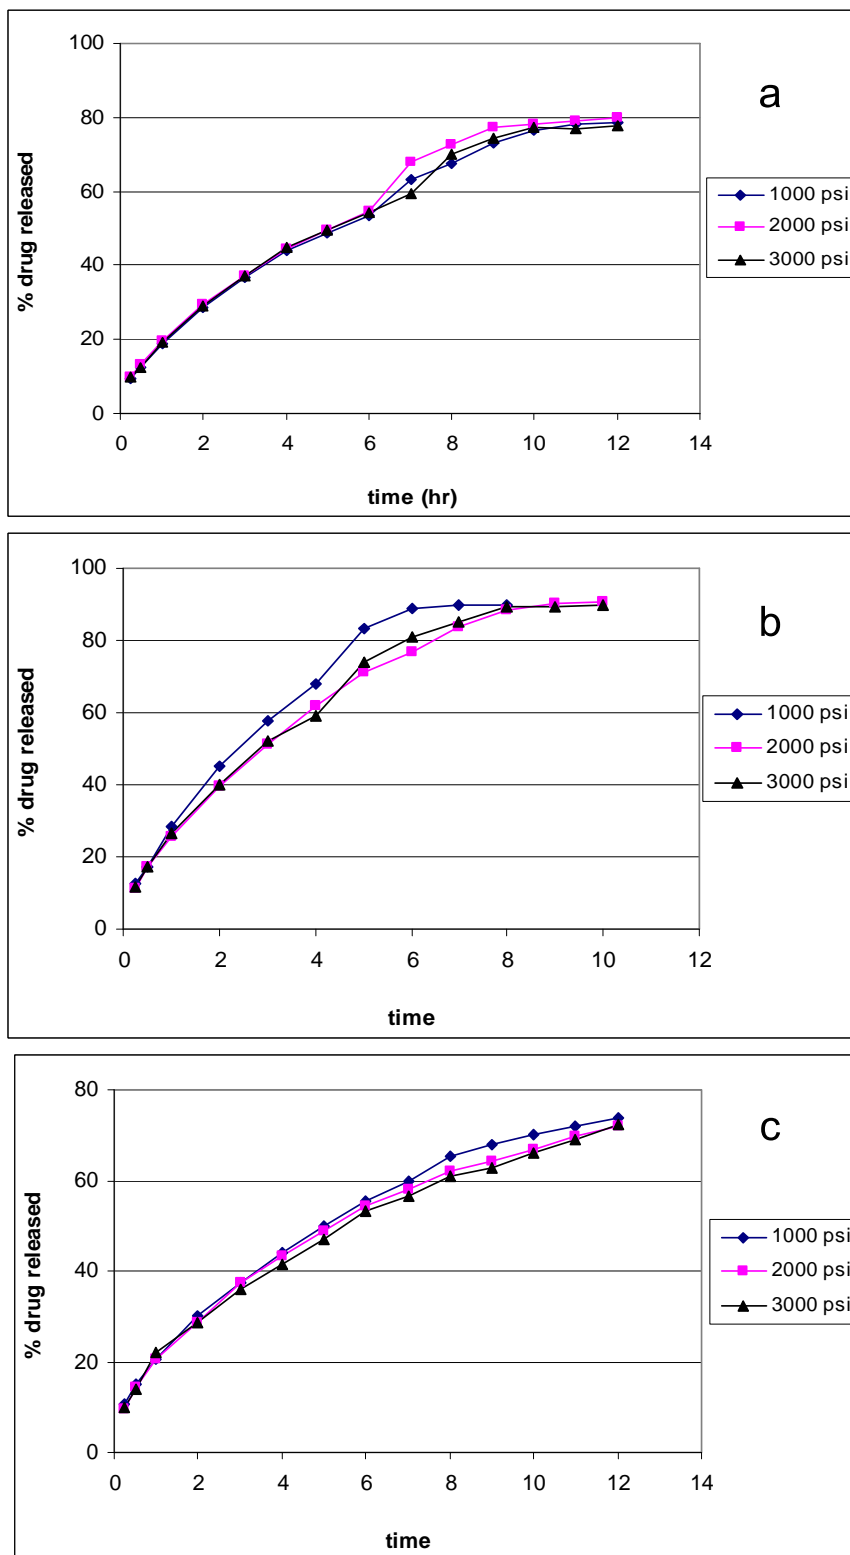 a
100
80
60
40
20
0
% drug released
0 2 4 6 8 10 12 14
time (hr)
1000 psi
2000 psi
3000 psi
b
100
80
60
40
20
0
% drug released
0 2 4 6 8 10 12
time
1000 psi
2000 psi
3000 psi
c
80
60
40
20
0
% drug released
0 2 4 6 8 10 12 14
time
1000 psi
2000 psi
3000 psi